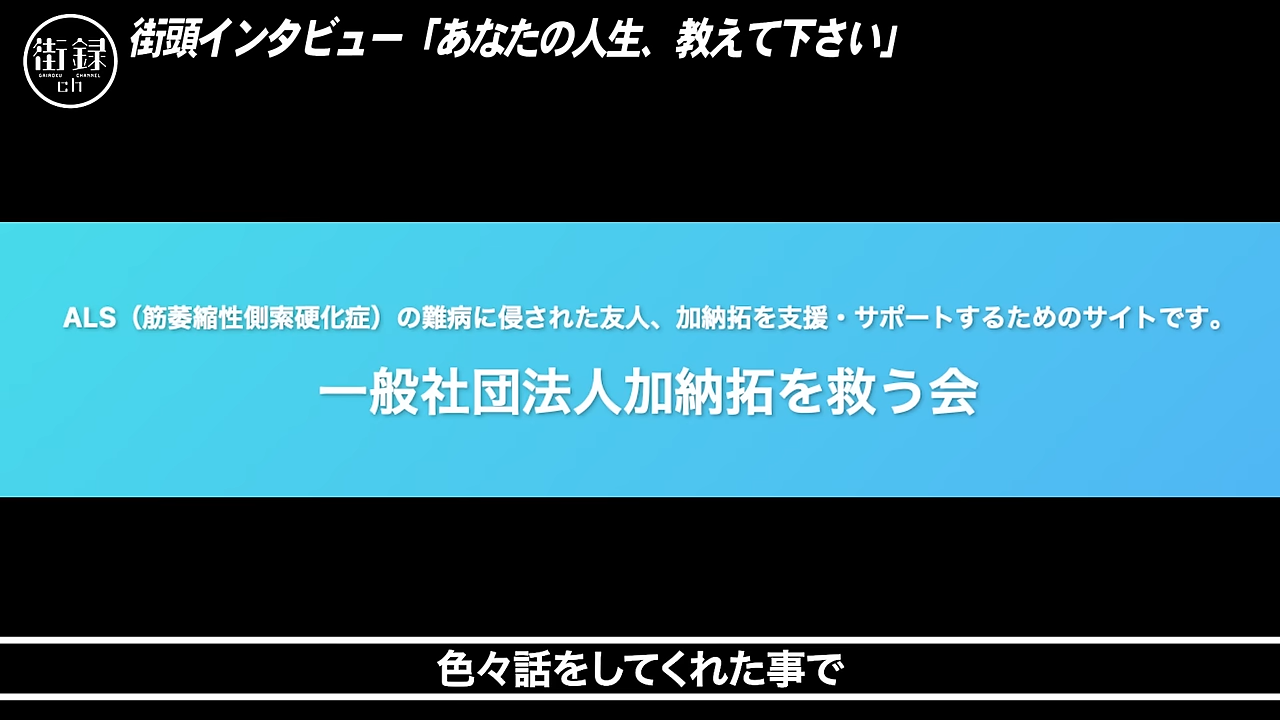 街録
GAIROKU CHANNEL
ch
街頭インタビュー「あなたの人生、教えて下さい」
ALS（筋萎縮性側索硬化症）の難病に侵された友人、加納拓を支援・サポートするためのサイトです。
一般社団法人加納拓を救う会
色々話をしてくれた事で